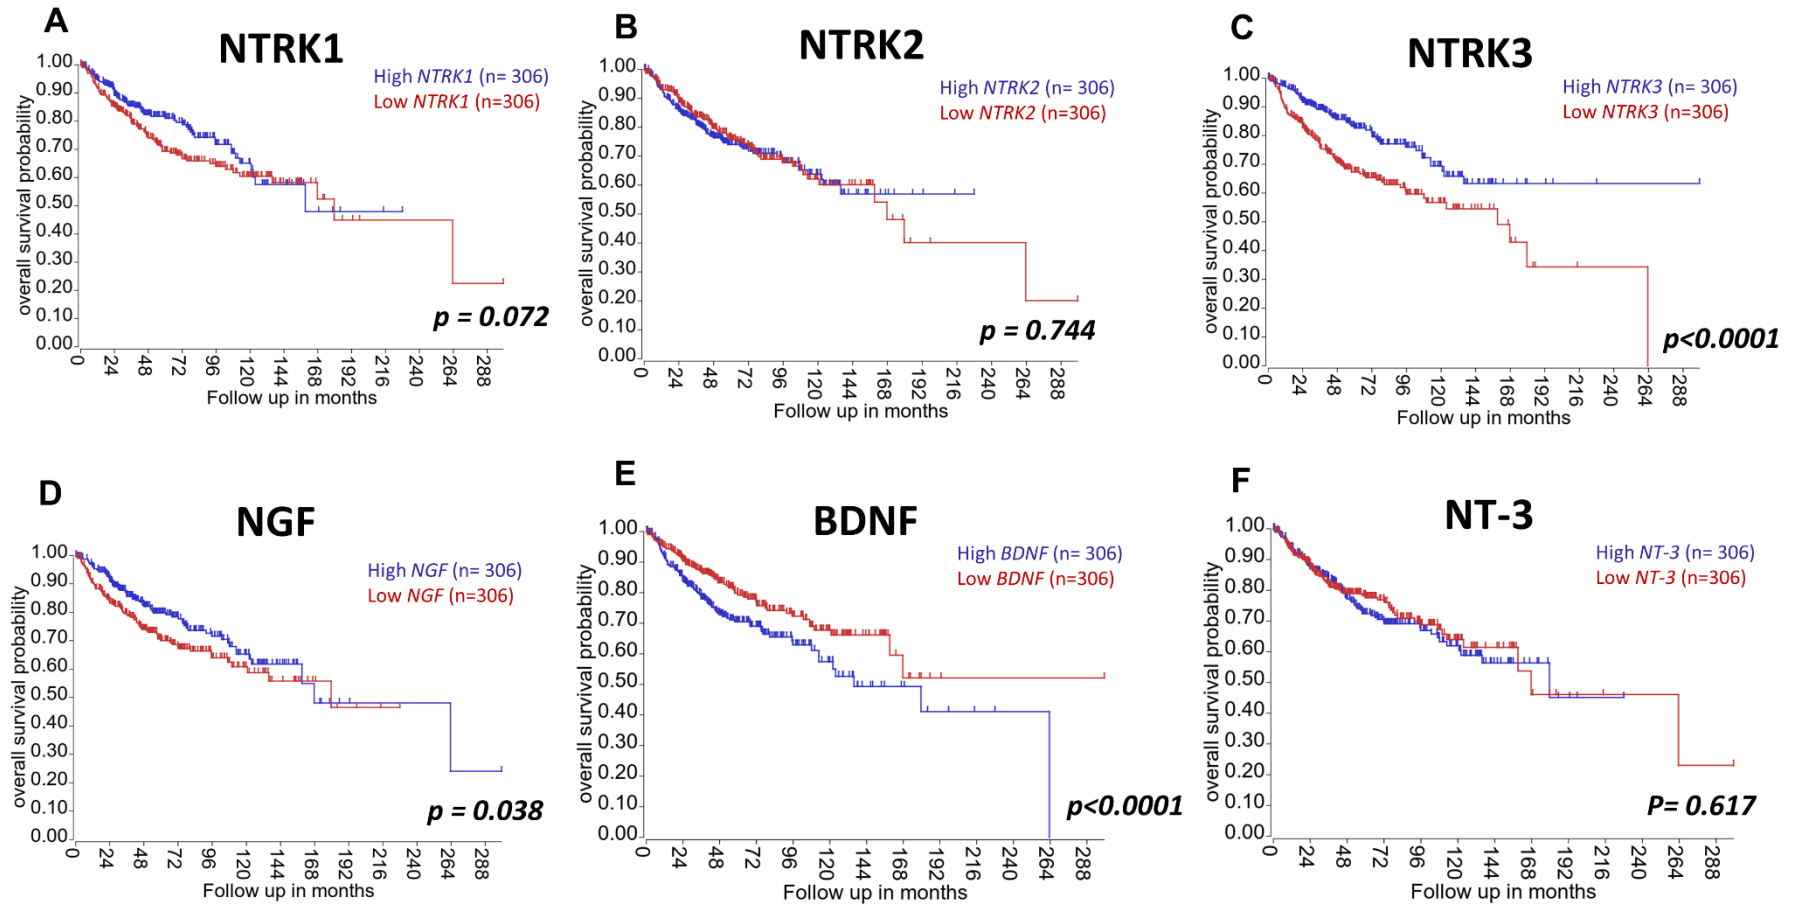 A
NTRK1
High NTRK1 (n= 306)
Low NTRK1 (n=306)
overall survival probability
1.00
0.90
0.80
0.70
0.60
0.50
0.40
0.30
0.20
0.10
0.00
p = 0.072
0 24 48 72 96 120 144 168 192 216 240 264 288
Follow up in months
B
NTRK2
High NTRK2 (n= 306)
Low NTRK2 (n=306)
overall survival probability
1.00
0.90
0.80
0.70
0.60
0.50
0.40
0.30
0.20
0.10
0.00
p = 0.744
0 24 48 72 96 120 144 168 192 216 240 264 288
Follow up in months
C
NTRK3
High NTRK3 (n= 306)
Low NTRK3 (n=306)
overall survival probability
1.00
0.90
0.80
0.70
0.60
0.50
0.40
0.30
0.20
0.10
0.00
p<0.0001
0 24 48 72 96 120 144 168 192 216 240 264 288
Follow up in months
D
NGF
High NGF (n= 306)
Low NGF (n=306)
overall survival probability
1.00
0.90
0.80
0.70
0.60
0.50
0.40
0.30
0.20
0.10
0.00
p = 0.038
0 24 48 72 96 120 144 168 192 216 240 264 288
Follow up in months
E
BDNF
High BDNF (n= 306)
Low BDNF (n=306)
overall survival probability
1.00
0.90
0.80
0.70
0.60
0.50
0.40
0.30
0.20
0.10
0.00
p<0.0001
0 24 48 72 96 120 144 168 192 216 240 264 288
Follow up in months
F
NT-3
High NT-3 (n= 306)
Low NT-3 (n=306)
overall survival probability
1.00
0.90
0.80
0.70
0.60
0.50
0.40
0.30
0.20
0.10
0.00
P= 0.617
0 24 48 72 96 120 144 168 192 216 240 264 288
Follow up in months